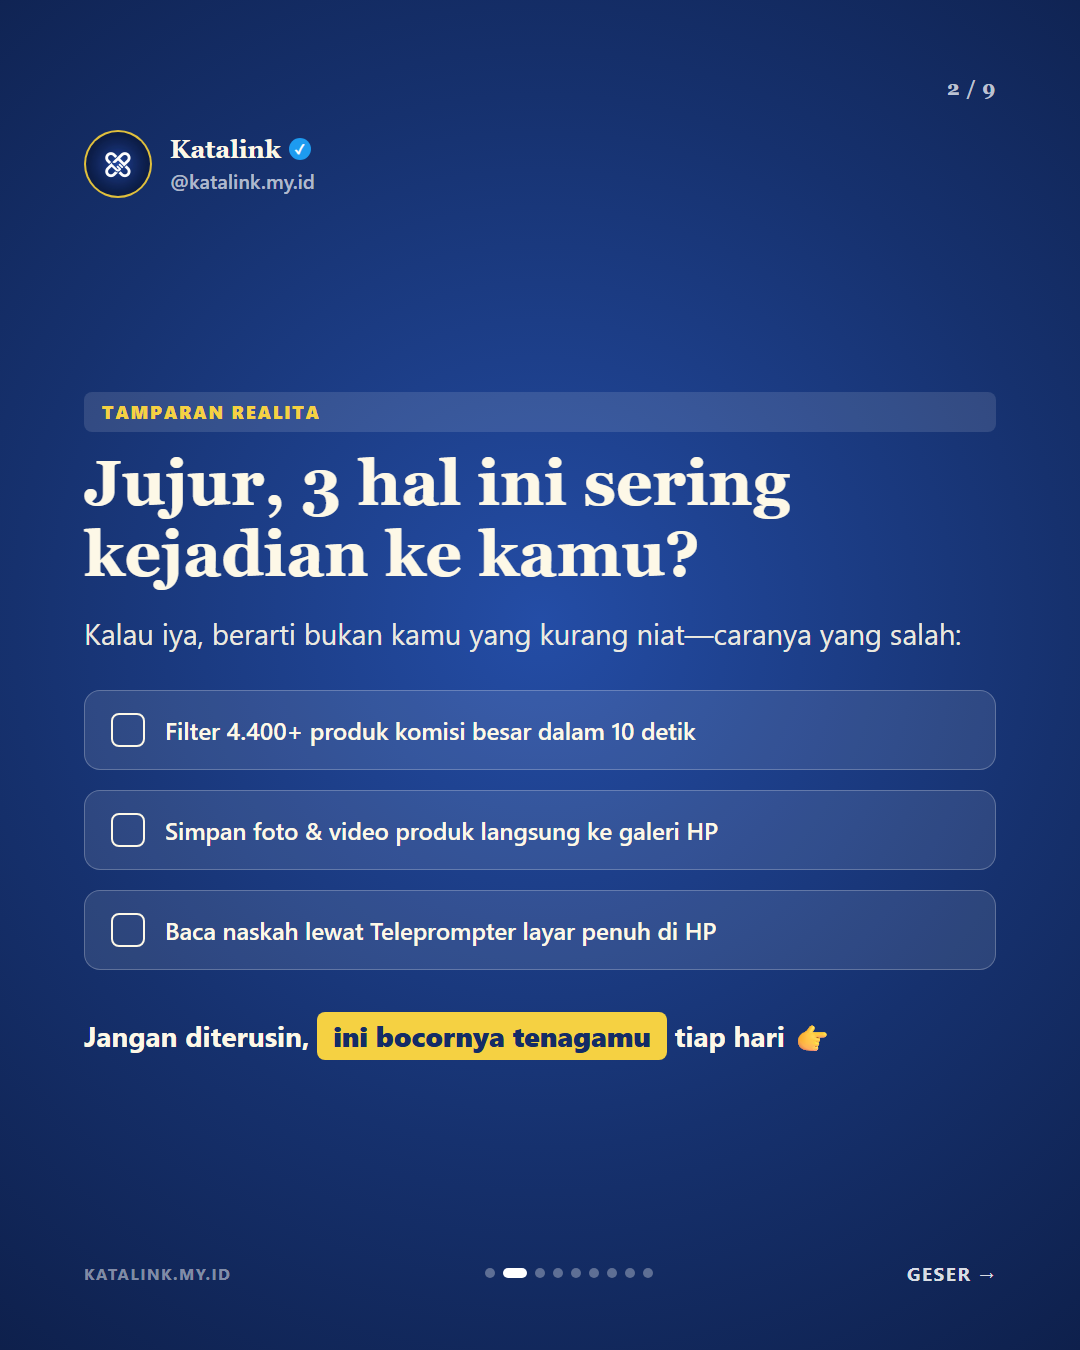 2 / 9
Katalink
@katalink.my.id
TAMPARAN REALITA
Jujur, 3 hal ini sering
kejadian ke kamu?
Kalau iya, berarti bukan kamu yang kurang niat—caranya yang salah:
Filter 4.400+ produk komisi besar dalam 10 detik
Simpan foto & video produk langsung ke galeri HP
Baca naskah lewat Teleprompter layar penuh di HP
Jangan diterusin, ini bocornya tenagamu tiap hari 👉
KATALINK.MY.ID
GESER →